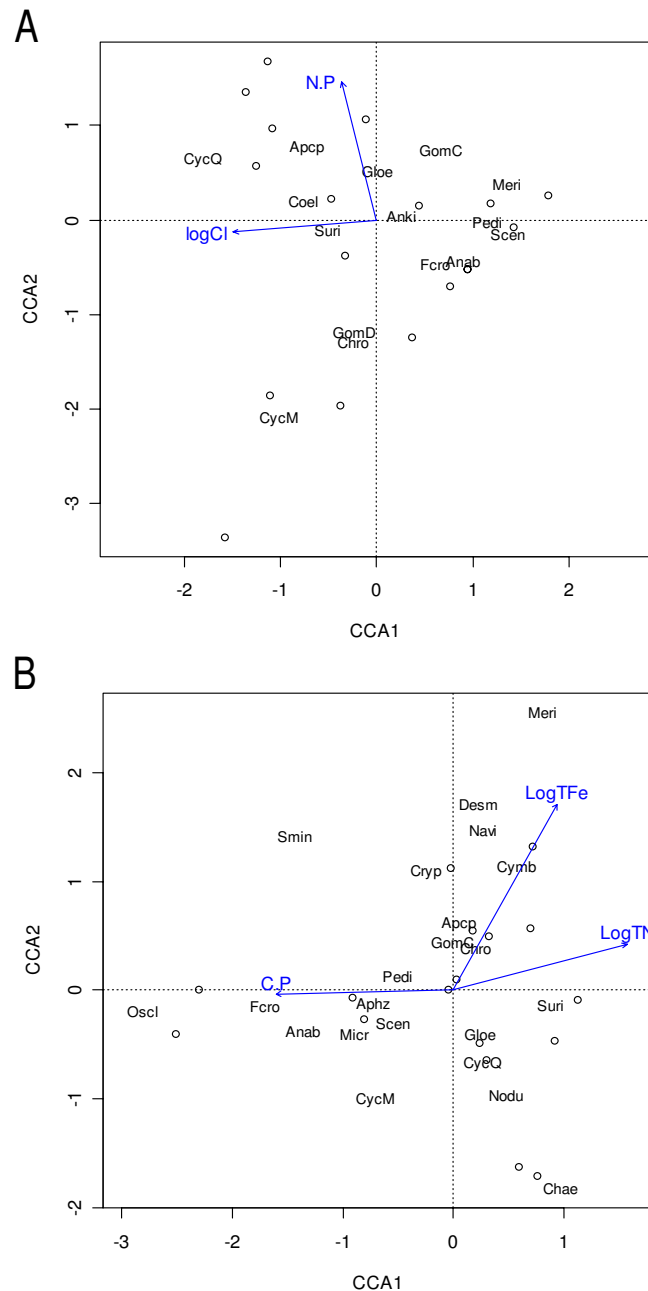 A
N.P
Apcp
GomC
CycQ
Gloe
Meri
Coel
Anki
Pedi
logCl
Suri
Scen
Fcro
Anab
GomD
Chro
CycM
1
0
-1
-2
-3
CCA2
-2
-1
0
1
2
CCA1
B
Meri
LogTFe
Desm
Navi
Smin
Cryp
Cymb
Apcp
GomC
Chro
LogTN
C.P
Pedi
Oscl
Fcro
Aphz
Suri
Anab
Micr
Scen
Gloe
CycQ
CycM
Nodu
Chae
2
1
0
-1
-2
CCA2
-3
-2
-1
0
1
CCA1